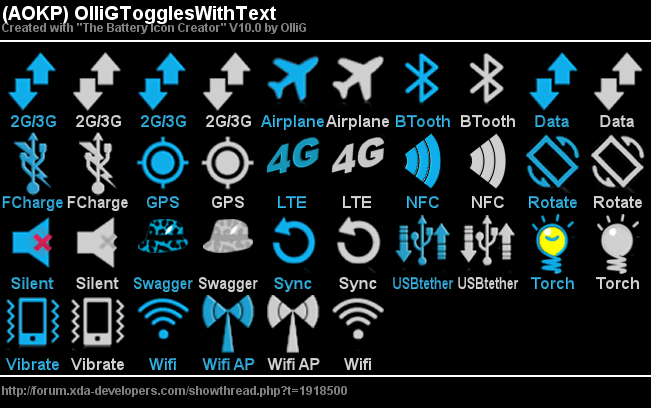 (AOKP) OlliGTogglesWithText
Created with "The Battery Icon Creator" V10.0 by OlliG
2G/3G 2G/3G 2G/3G 2G/3G Airplane Airplane BTooth BTooth Data Data
4G 4G
FCharge FCharge GPS GPS LTE LTE NFC NFC Rotate Rotate
Silent Silent Swagger Swagger Sync Sync USBtether USBtether Torch Torch
Vibrate Vibrate Wifi Wifi AP Wifi AP Wifi
http://forum.xda-developers.com/showthread.php?t=1918500